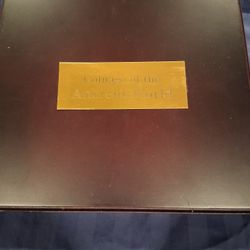 Coins of the
Ancient World